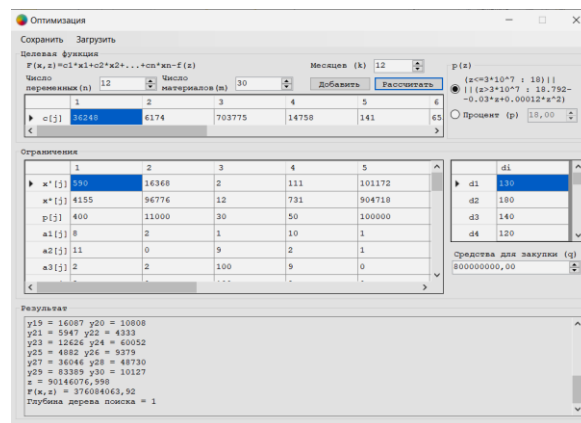 Оптимизация
Сохранить Загрузить
Целевая функция
F(x,z)=c1*x1+c2*x2+...+cn*xn-f(z)
Месяцев (k) 12
Число переменных(n) 12
Число материалов(m) 30
Добавить Рассчитать
1 2 3 4 5 6
c[j] 36248 6174 703775 14758 141 65
p(z)
(z<=3*10^7 : 18)||
||(z>3*10^7 : 18.792-
-0.03*z+0.00012*z^2)
Процент (p) 18,00
Ограничения
1 2 3 4 5
x'[j] 590 16368 2 111 101172
x"[j] 4155 96776 12 731 904718
p[j] 400 11000 30 50 100000
a1[j] 8 2 1 10 1
a2[j] 11 0 9 2 1
a3[j] 2 2 100 9 0
di
d1 130
d2 180
d3 140
d4 120
Средства для закупки (q)
800000000,00
Результат
y19 = 16087 y20 = 10808
y21 = 5947 y22 = 4333
y23 = 12626 y24 = 60052
y25 = 4882 y26 = 9379
y27 = 36046 y28 = 48730
y29 = 83389 y30 = 10127
z = 90146076,998
F(x,z) = 376084063,92
Глубина дерева поиска = 1